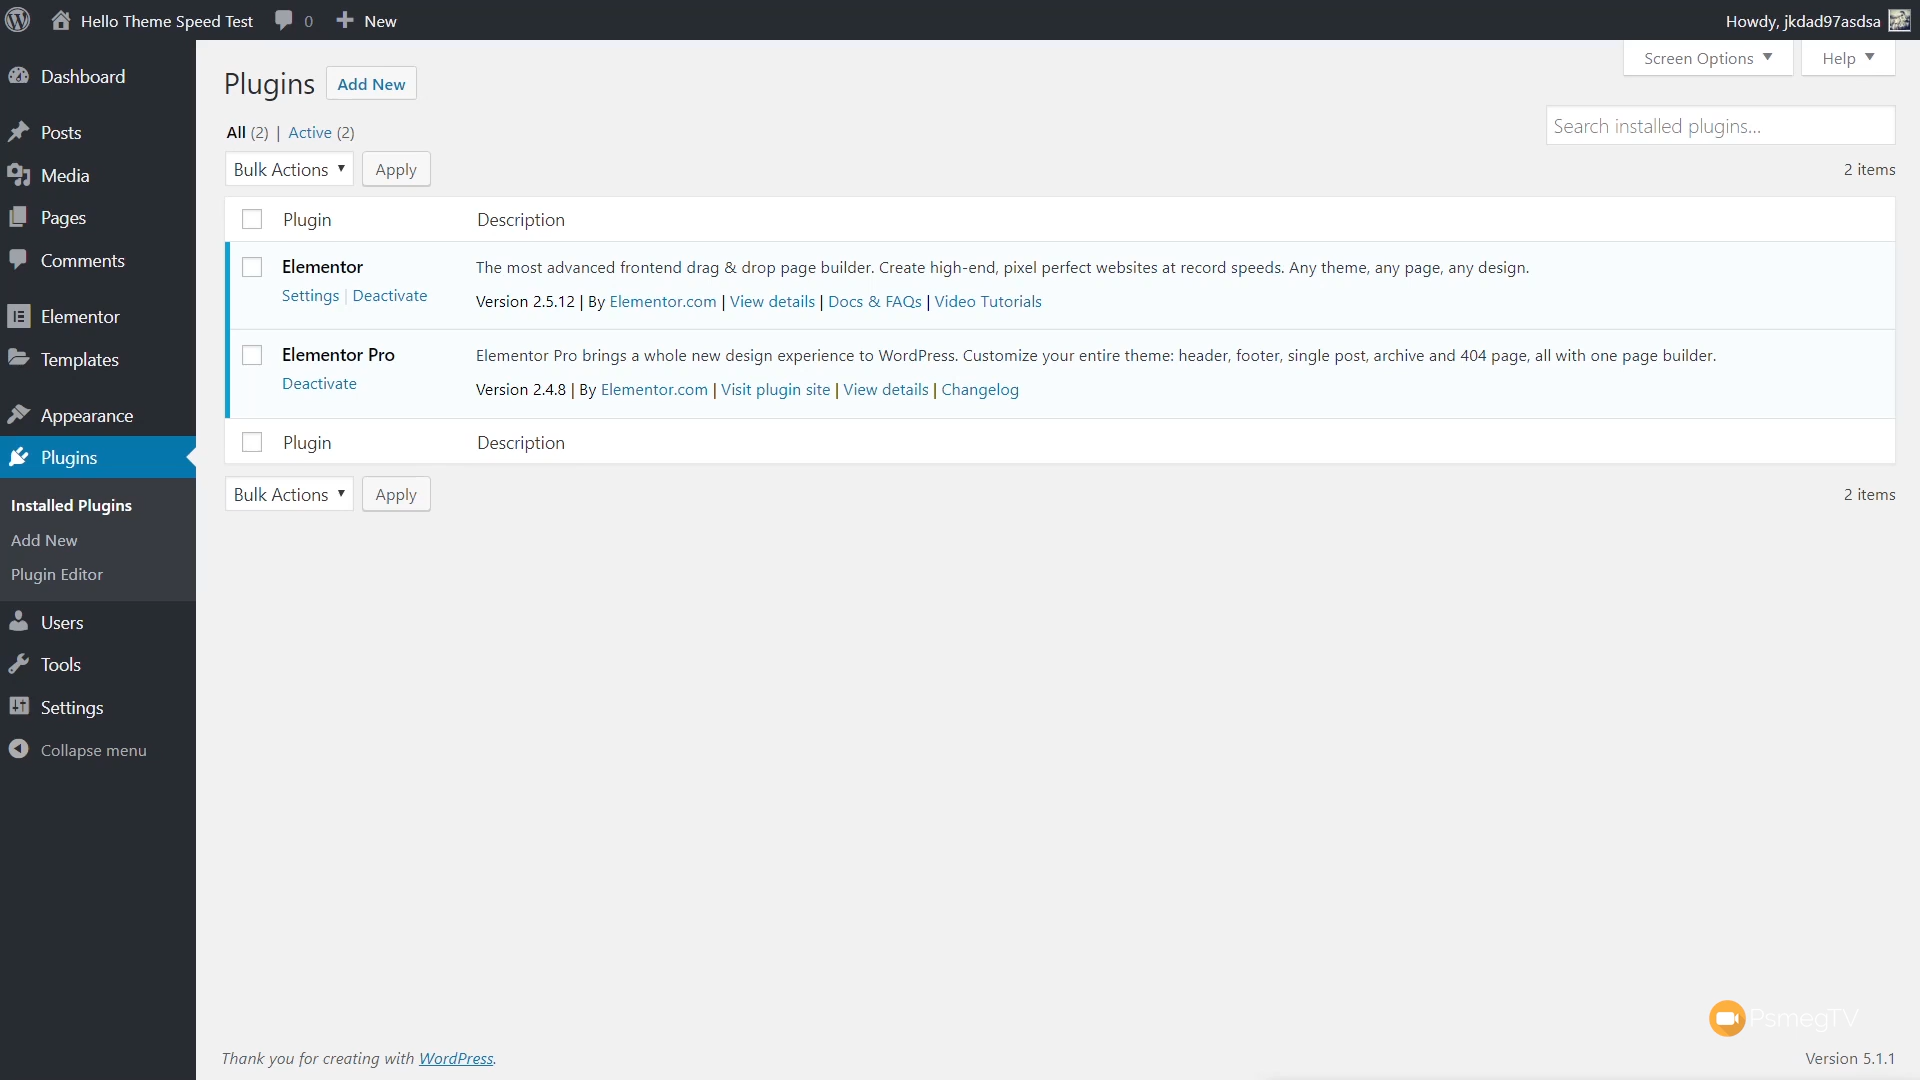 Hello Theme Speed Test 0 New Howdy, jkdad97asdsa
Screen Options ▼ Help ▼
Dashboard
Posts
Media
Pages
Comments
Elementor
Templates
Appearance
Plugins
Installed Plugins
Add New
Plugin Editor
Users
Tools
Settings
Collapse menu
Plugins Add New
All (2) | Active (2)
Search installed plugins...
Bulk Actions ▼ Apply 2 items
Plugin Description
Elementor The most advanced frontend drag & drop page builder. Create high-end, pixel perfect websites at record speeds. Any theme, any page, any design.
Settings | Deactivate Version 2.5.12 | By Elementor.com | View details | Docs & FAQs | Video Tutorials
Elementor Pro Elementor Pro brings a whole new design experience to WordPress. Customize your entire theme: header, footer, single post, archive and 404 page, all with one page builder.
Deactivate Version 2.4.8 | By Elementor.com | Visit plugin site | View details | Changelog
Plugin Description
Bulk Actions ▼ Apply 2 items
PsmegTV
Thank you for creating with WordPress. Version 5.1.1